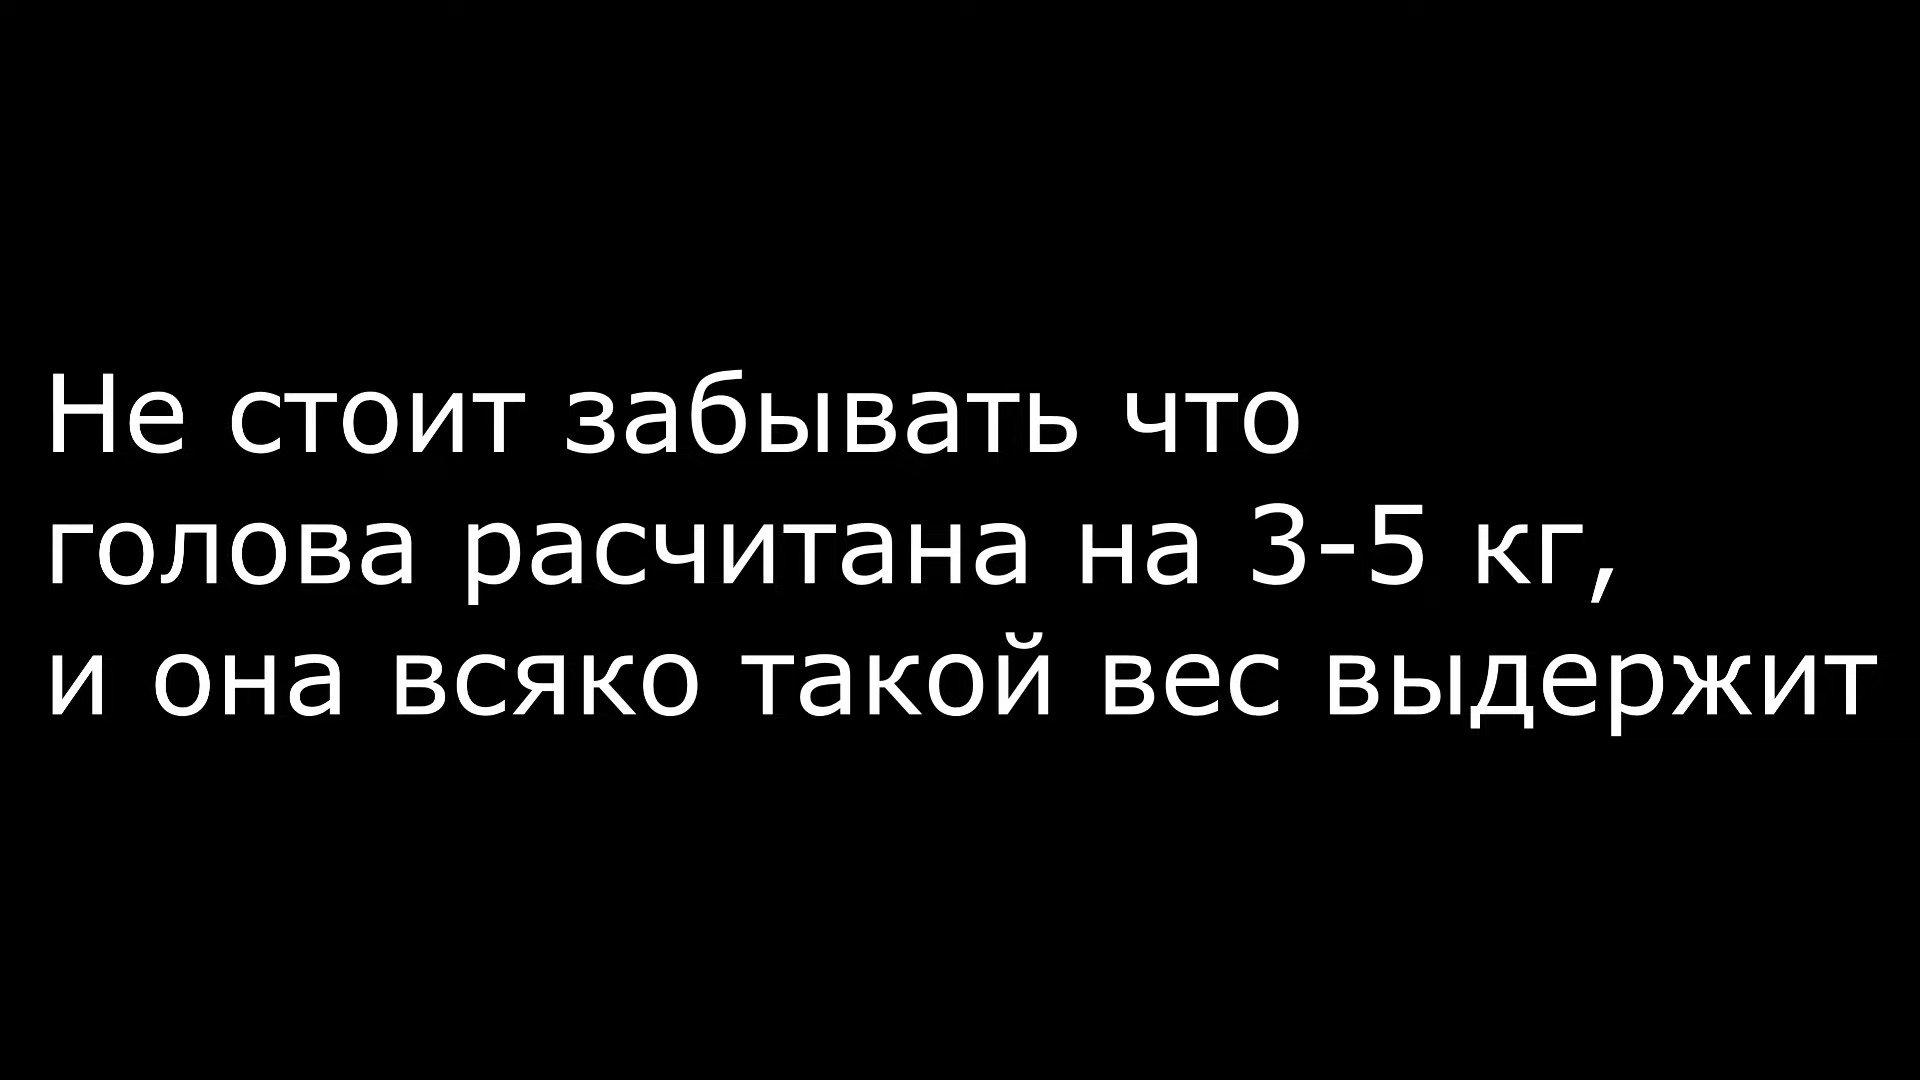 Не стоит забывать что
голова расчитана на 3-5 кг,
и она всяко такой вес выдержит